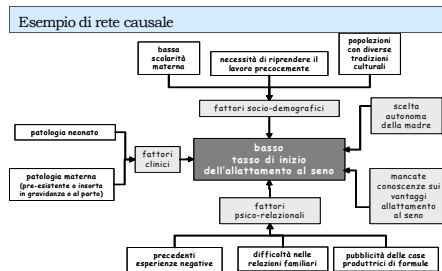 Esempio di rete causale
bassa
scolarità
materna
necessità di riprendere il
lavoro precocemente
popolazioni
con diverse
tradizioni
culturali
fattori socio-demografici
scelta
autonoma
della madre
patologia neonato
fattori
clinici
basso
tasso di inizio
dell'allattamento al seno
patologia materna
(pre-esistente o insorta
in gravidanza o al parto)
mancate
conoscenze sui
vantaggi
allattamento
al seno
fattori
psico-relazionali
precedenti
esperienze negative
difficoltà nelle
relazioni familiari
pubblicità delle case
produttrici di formule